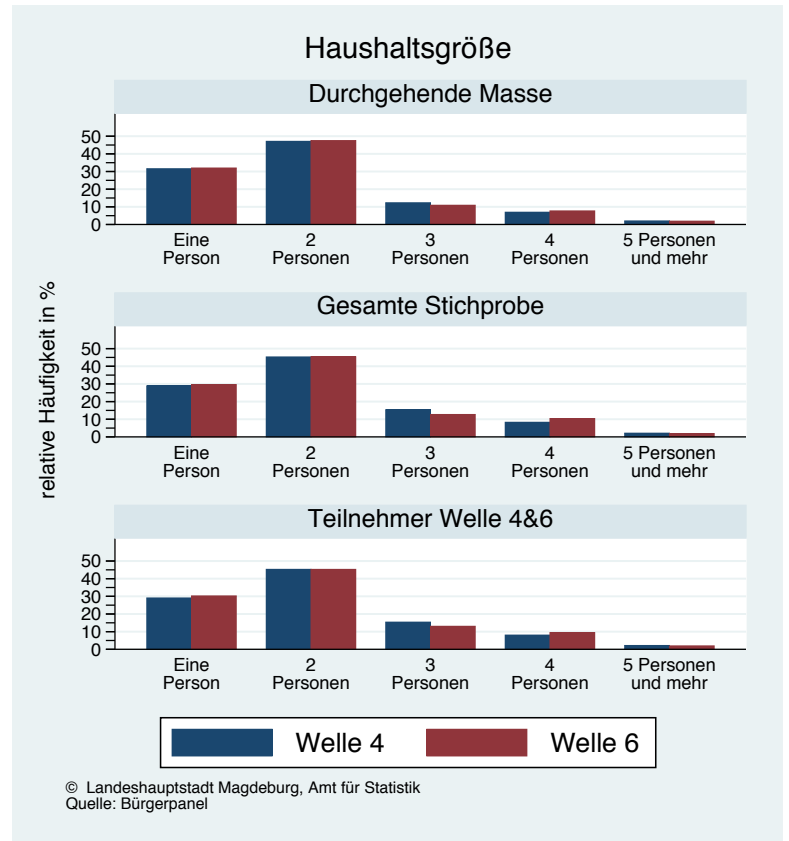 Haushaltsgröße
Durchgehende Masse
50
40
30
20
10
0
Eine Person
2 Personen
3 Personen
4 Personen
5 Personen und mehr
Gesamte Stichprobe
50
40
30
20
10
0
Eine Person
2 Personen
3 Personen
4 Personen
5 Personen und mehr
Teilnehmer Welle 4&6
50
40
30
20
10
0
Eine Person
2 Personen
3 Personen
4 Personen
5 Personen und mehr
relative Häufigkeit in %
Welle 4
Welle 6
© Landeshauptstadt Magdeburg, Amt für Statistik
Quelle: Bürgerpanel